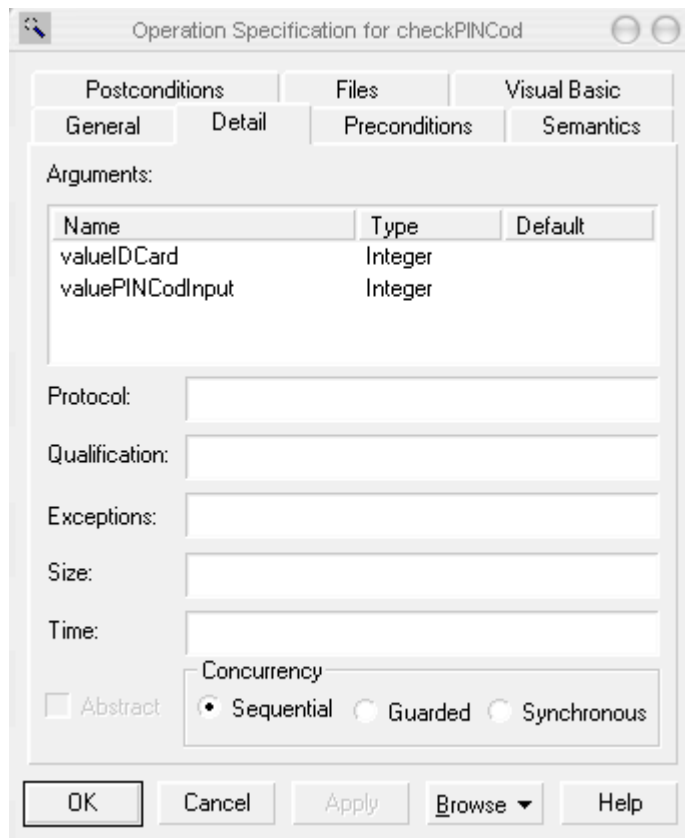 Operation Specification for checkPINCod
Postconditions Files Visual Basic
General Detail Preconditions Semantics
Arguments:
Name Type Default
valueIDCard Integer
valuePINCodInput Integer
Protocol:
Qualification:
Exceptions:
Size:
Time:
Concurrency
Abstract Sequential Guarded Synchronous
OK Cancel Apply Browse Help